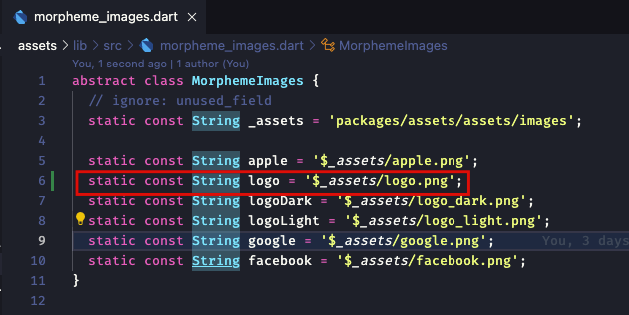 morpheme_images.dart ×
assets > lib > src > morpheme_images.dart > MorphemeImages
You, 1 second ago | 1 author (You)
1 abstract class MorphemeImages {
2 // ignore: unused_field
3 static const String _assets = 'packages/assets/assets/images';
4
5 static const String apple = '$_assets/apple.png';
6 static const String logo = '$_assets/logo.png';
7 static const String logoDark = '$_assets/logo_dark.png';
8 static const String logoLight = '$_assets/logo_light.png';
9 static const String google = '$_assets/google.png'; You, 3 days
10 static const String facebook = '$_assets/facebook.png';
11 }
12